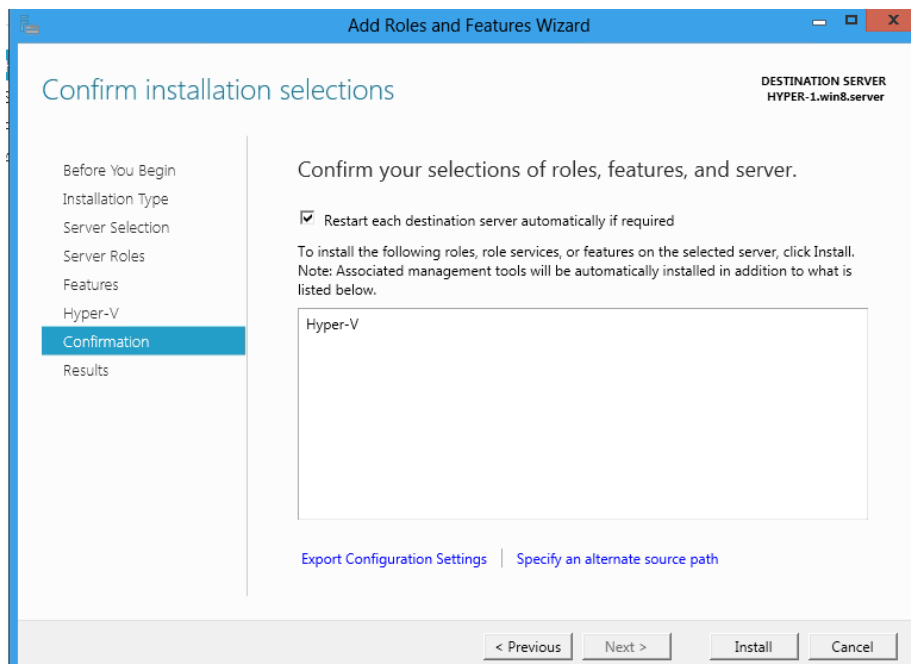 Add Roles and Features Wizard
x
Confirm installation selections
DESTINATION SERVER
HYPER-1.win8.server
Before You Begin
Installation Type
Server Selection
Server Roles
Features
Hyper-V
Confirmation
Results
Confirm your selections of roles, features, and server.
Restart each destination server automatically if required
To install the following roles, role services, or features on the selected server, click Install.
Note: Associated management tools will be automatically installed in addition to what is
listed below.
Hyper-V
Export Configuration Settings | Specify an alternate source path
< Previous
Next >
Install
Cancel